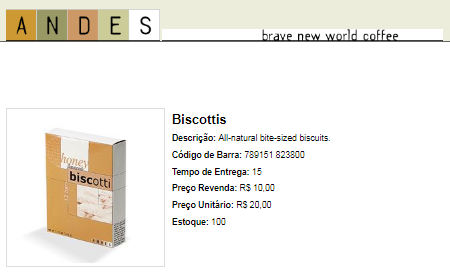 ANDES
brave new world coffee
Biscottis
Descrição: All-natural bite-sized biscuits.
Código de Barra: 789151 823800
Tempo de Entrega: 15
Preço Revenda: R$ 10,00
Preço Unitário: R$ 20,00
Estoque: 100
honey
biscotti